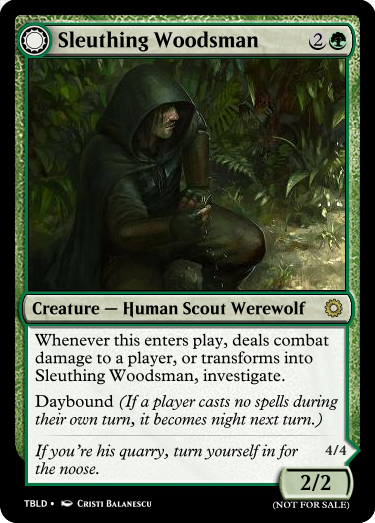 Sleuthing Woodsman 2
Creature — Human Scout Werewolf
Whenever this enters play, deals combat
damage to a player, or transforms into
Sleuthing Woodsman, investigate.
Daybound (If a player casts no spells during
their own turn, it becomes night next turn.)
If you're his quarry, turn yourself in for
the noose.
4/4
2/2
TBLD • Cristi Balanescu
(NOT FOR SALE)